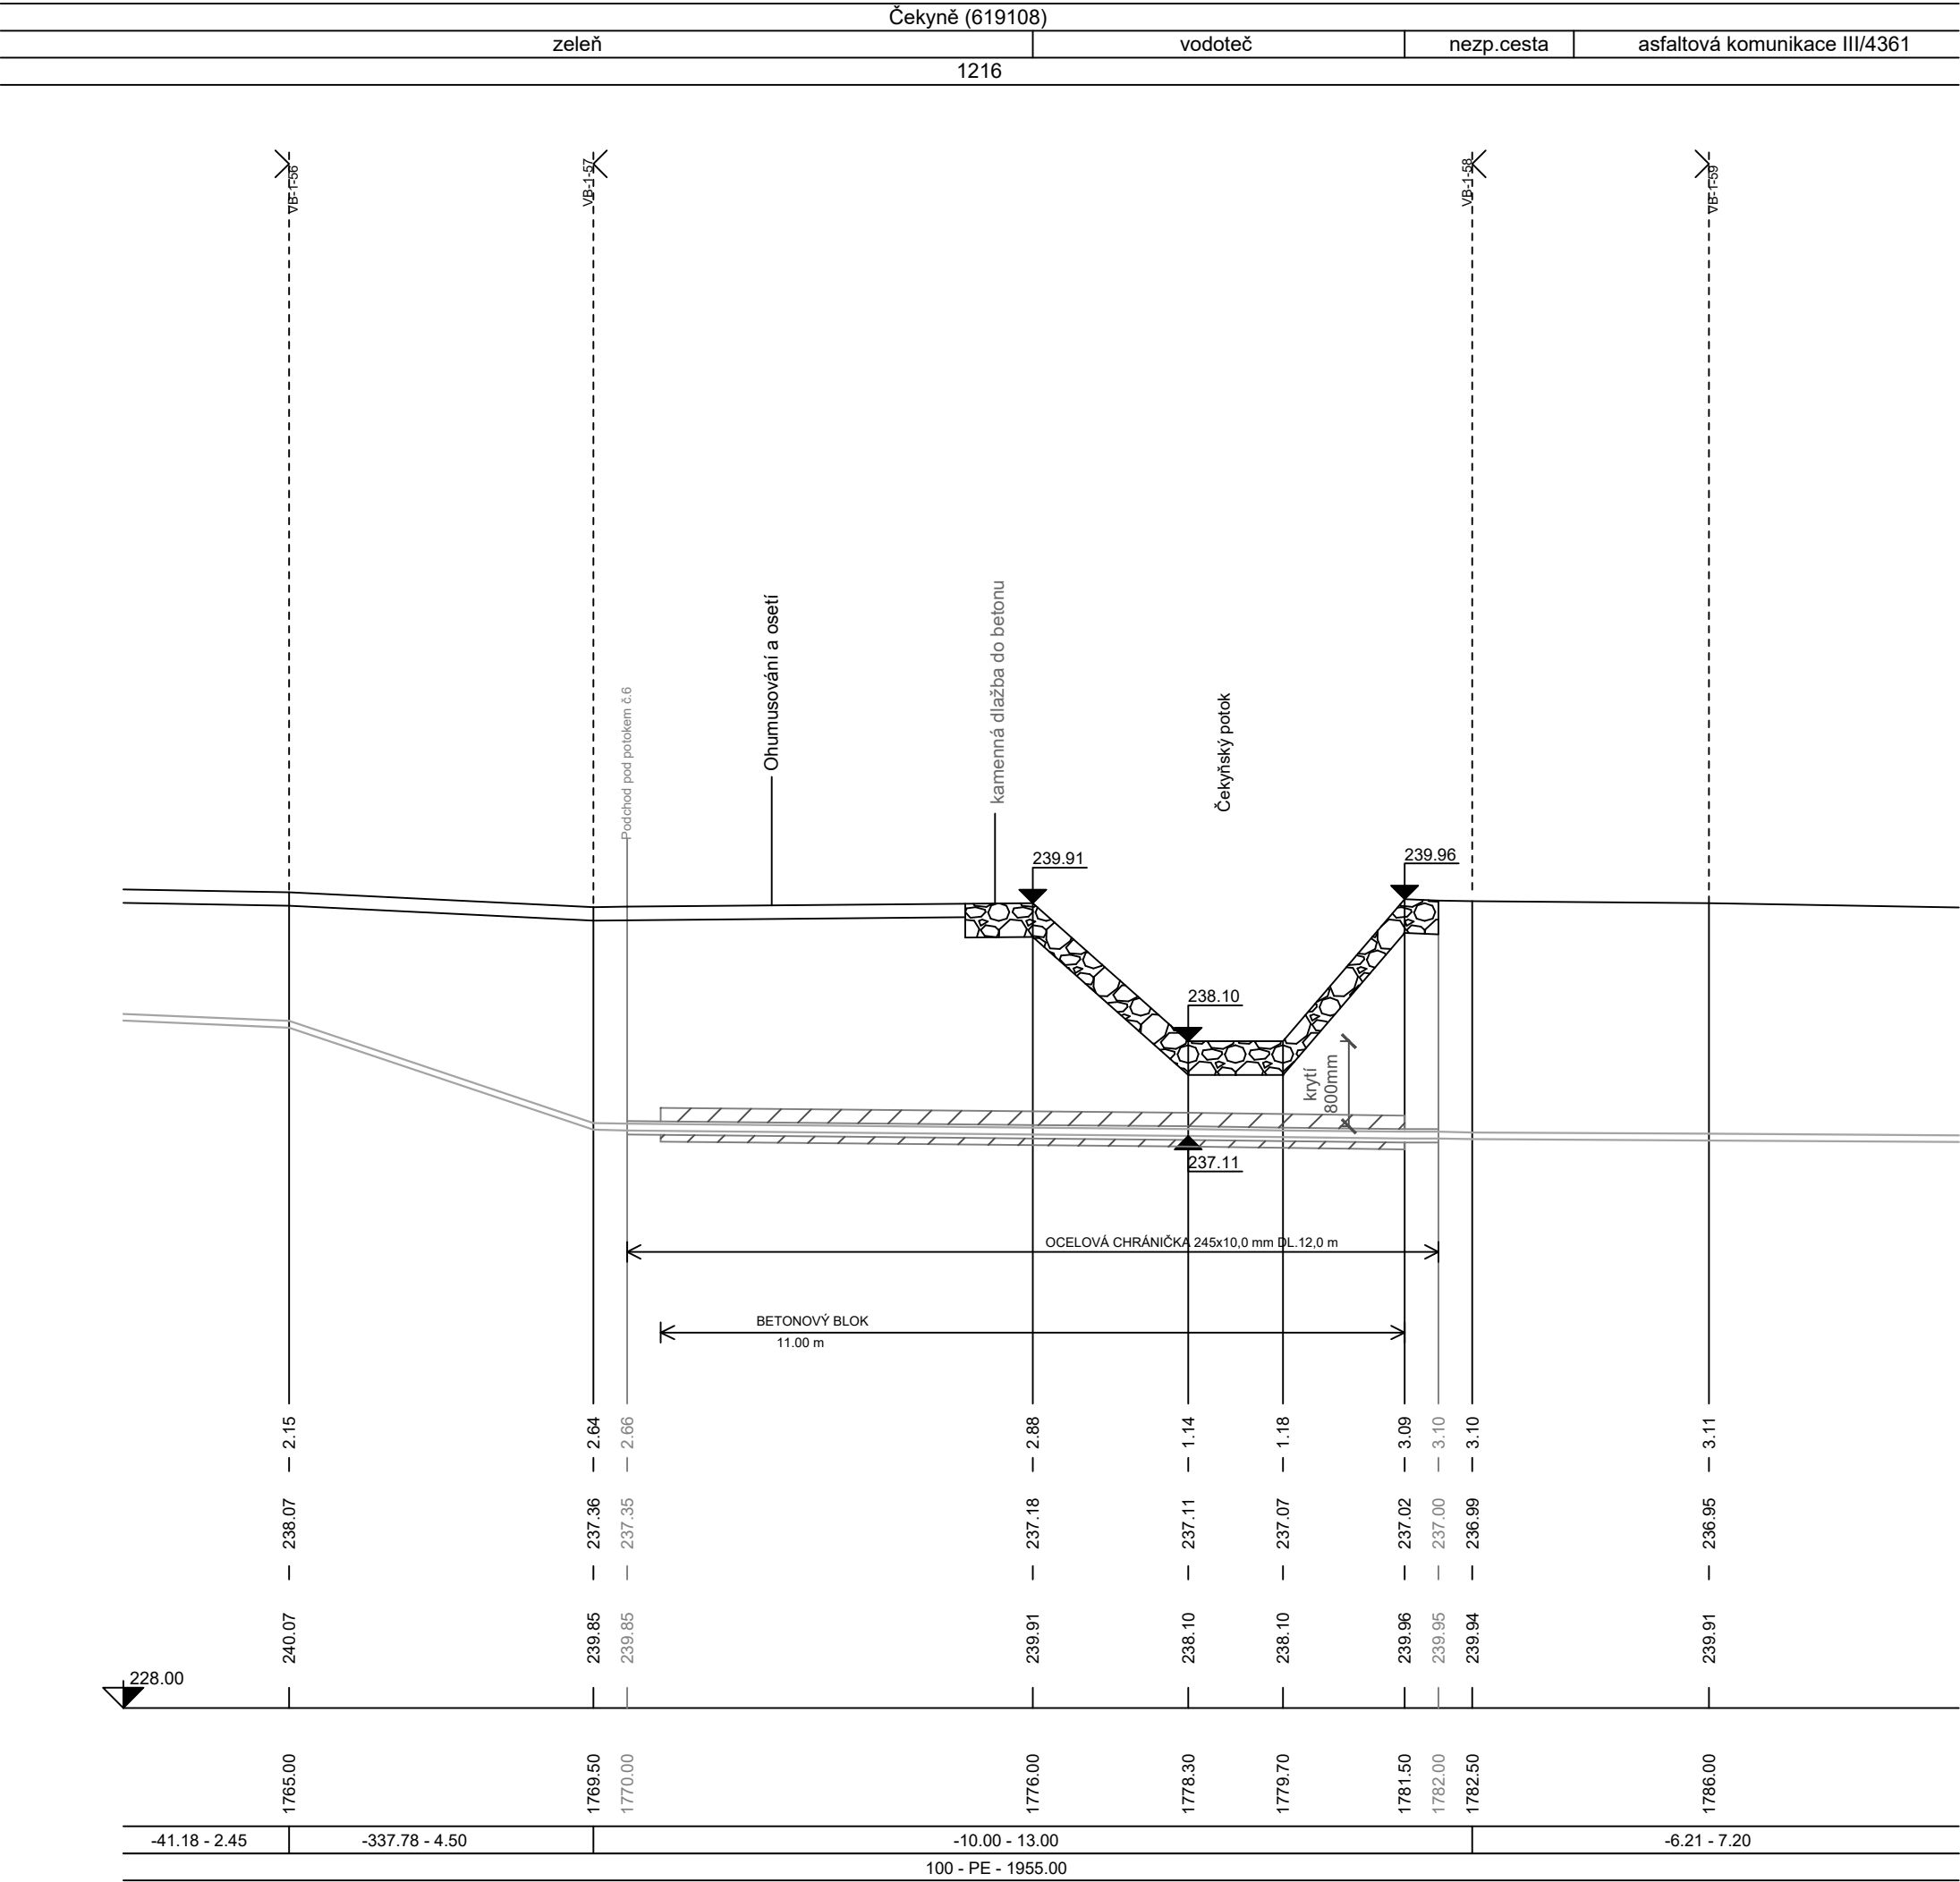 Čekyně (619108)
zeleň
vodoteč
nezp.cesta
asfaltová komunikace III/4361
1216
VB-1-56
VB-1-57
VB-1-58
VB-1-59
Podchod pod potokem č.6
Ohumusování a osetí
kamenná dlažba do betonu
Čekyňský potok
239.91
239.96
238.10
krytí
800mm
237.11
OCELOVÁ CHRÁNIČKA 245x10,0 mm DL.12,0 m
BETONOVÝ BLOK
11.00 m
2.15
2.64
2.66
2.88
1.14
1.18
3.09
3.10
3.10
3.11
238.07
237.36
237.35
237.18
237.11
237.07
237.02
237.00
236.99
236.95
240.07
239.85
239.85
239.91
238.10
238.10
239.96
239.95
239.94
239.91
228.00
1765.00
1769.50
1770.00
1776.00
1778.30
1779.70
1781.50
1782.00
1782.50
1786.00
-41.18 - 2.45
-337.78 - 4.50
-10.00 - 13.00
-6.21 - 7.20
100 - PE - 1955.00